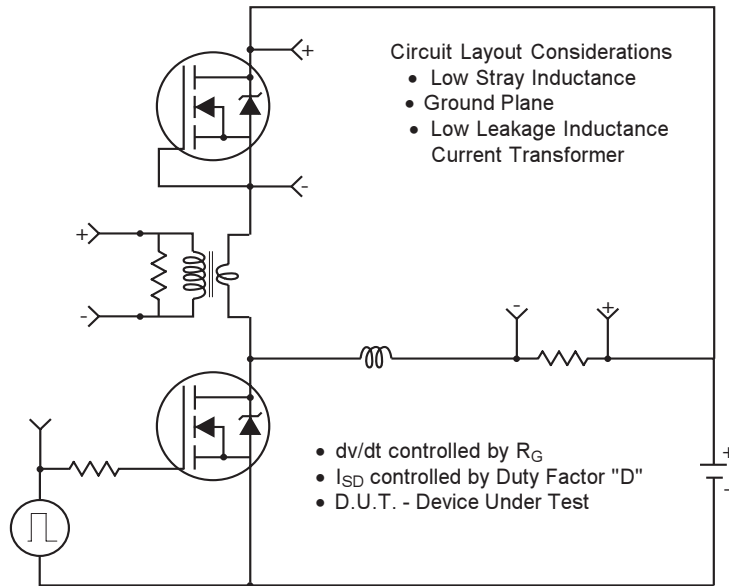 +
Circuit Layout Considerations
• Low Stray Inductance
• Ground Plane
• Low Leakage Inductance
Current Transformer
-
+
-
-
+
• dv/dt controlled by RG
• ISD controlled by Duty Factor "D"
• D.U.T. - Device Under Test
+
-